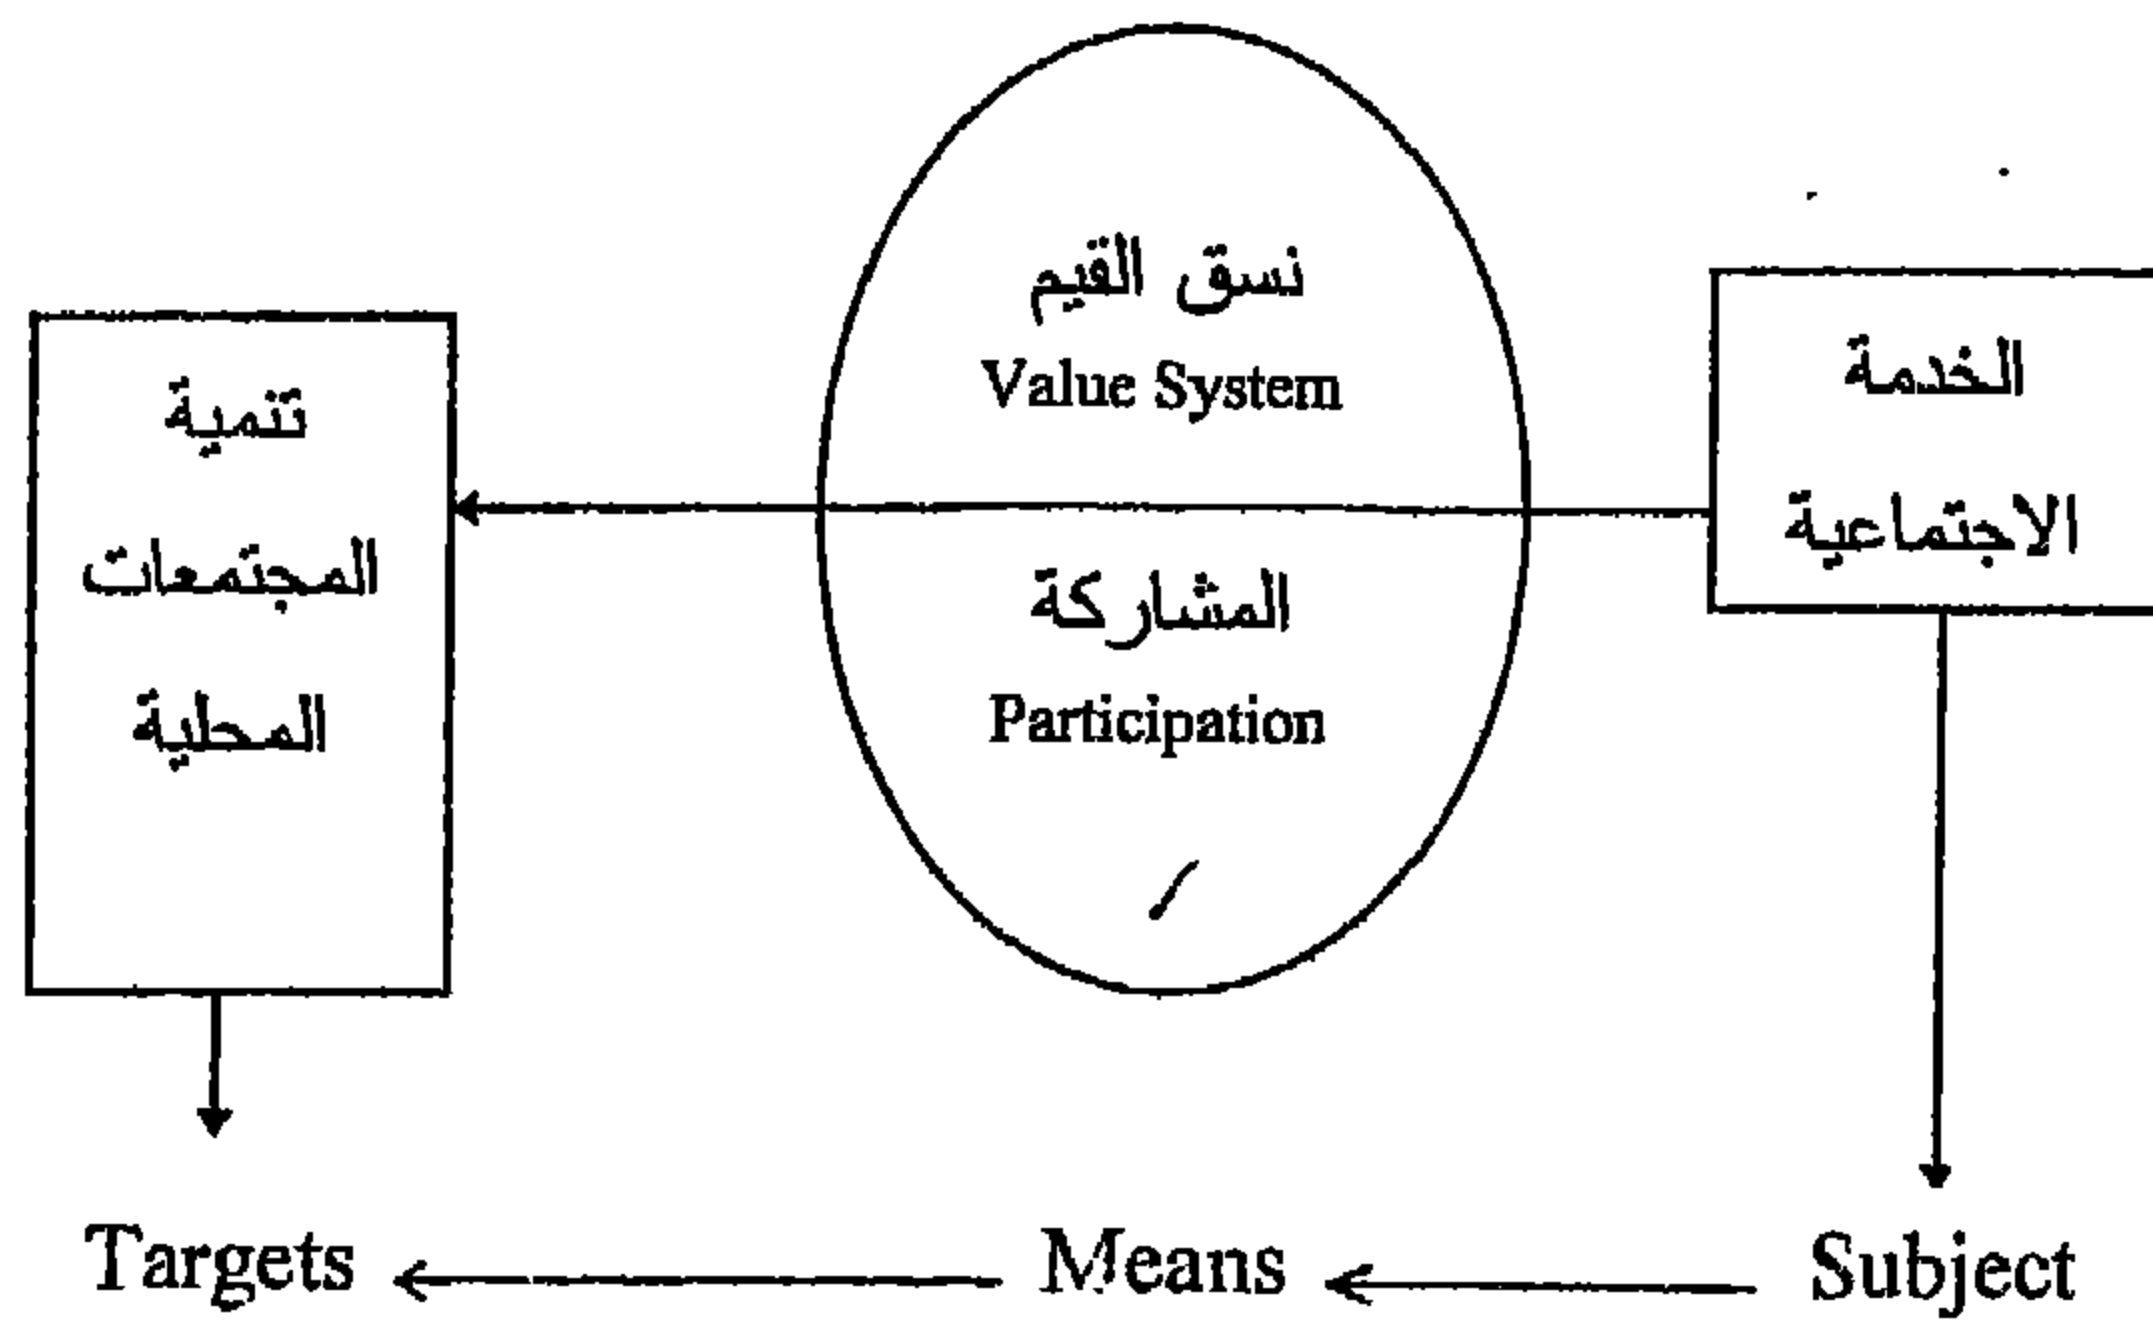 الخدمة
الاجتماعية
نسق القيم
Value System
المشاركة
Participation
تنمية
المجتمعات
المحلية
Subject
Means
Targets